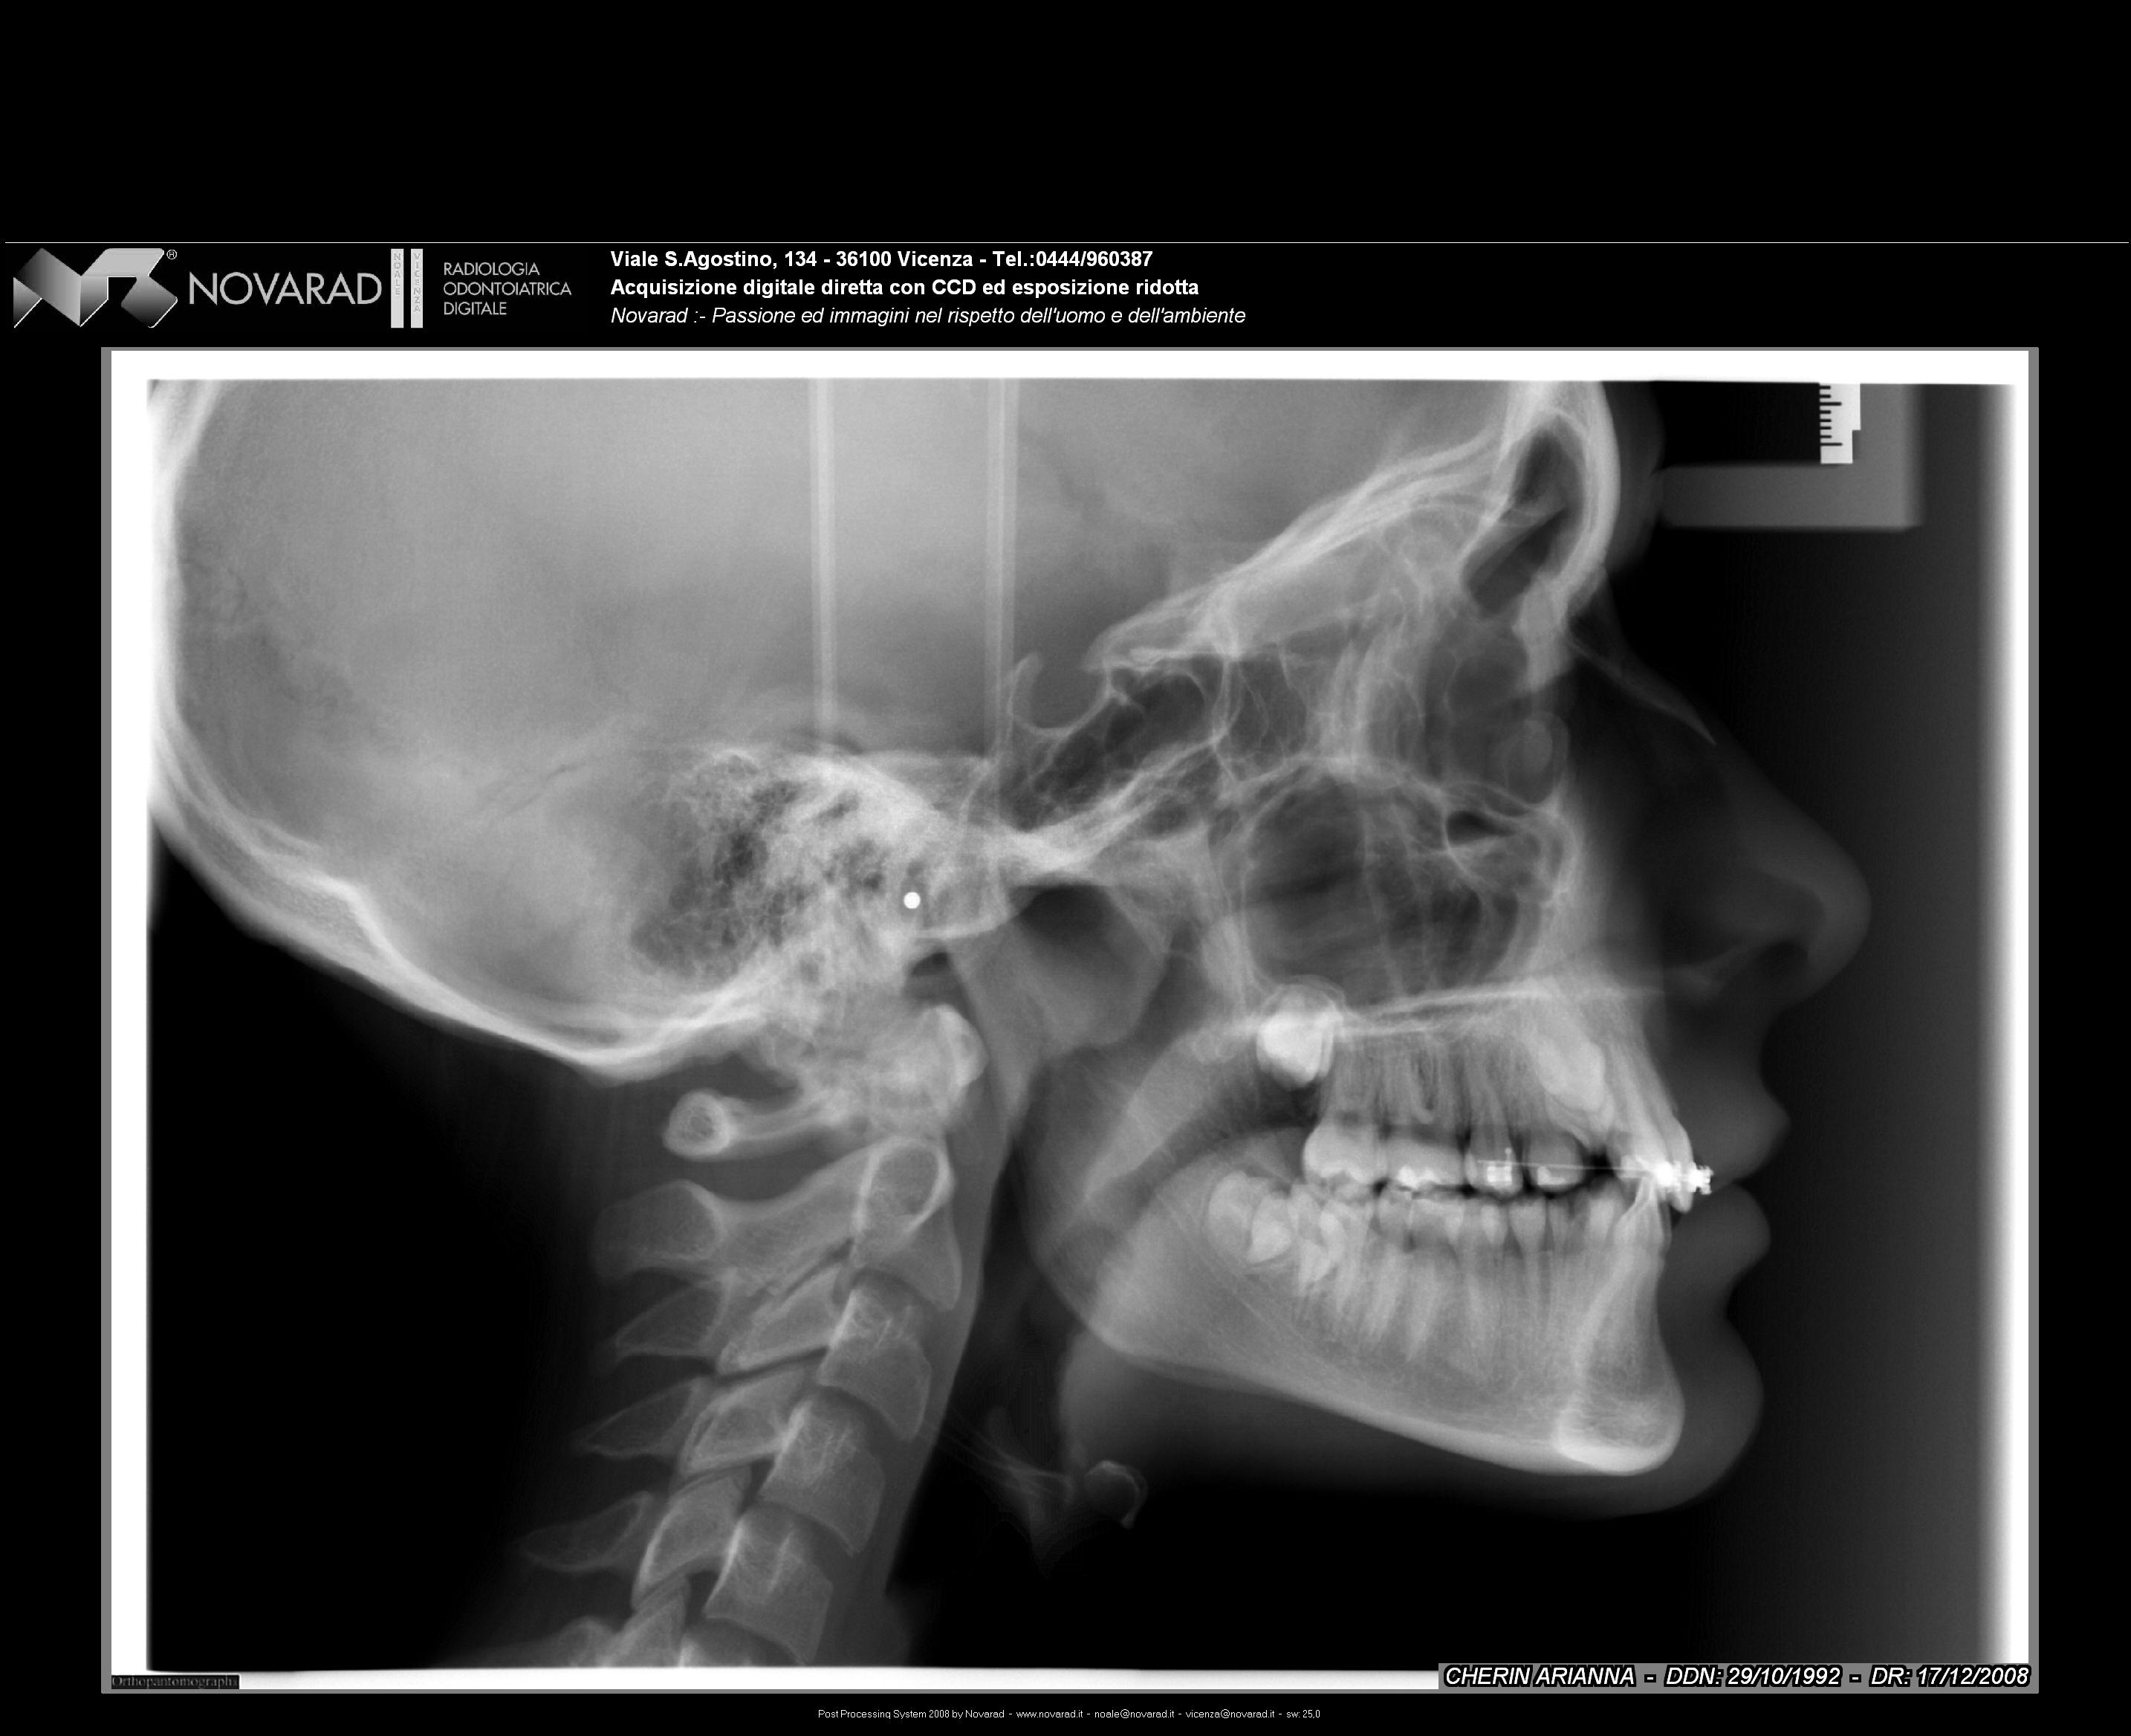 NOVARAD®
NOALE
VICENZA
RADIOLOGIA
ODONTOIATRICA
DIGITALE
Viale S.Agostino, 134 - 36100 Vicenza - Tel.:0444/960387
Acquisizione digitale diretta con CCD ed esposizione ridotta
Novarad :- Passione ed immagini nel rispetto dell'uomo e dell'ambiente
Orthopantomograph
CHERIN ARIANNA - DDN: 29/10/1992 - DR: 17/12/2008
Post Processing System 2008 by Novarad - www.novarad.it - noale@novarad.it - vicenza@novarad.it - sw: 25,0